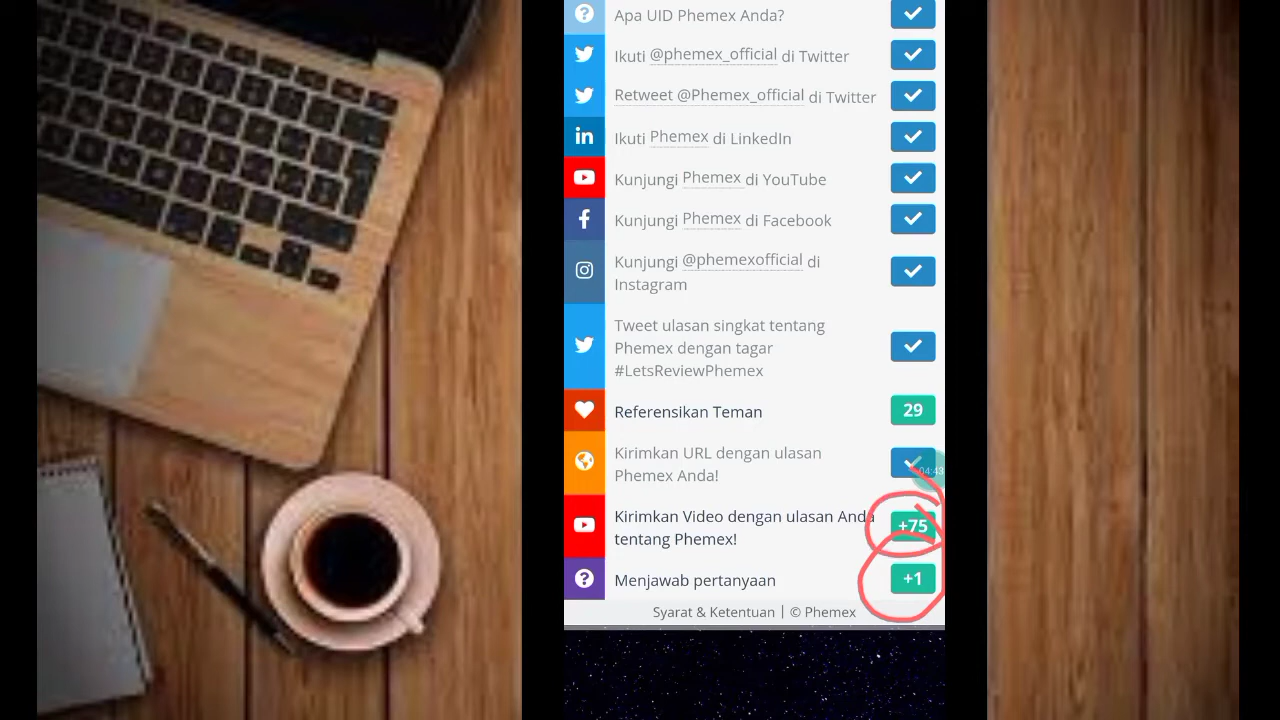 Apa UID Phemex Anda?
Ikuti @phemex_official di Twitter
Retweet @Phemex_official di Twitter
in
Ikuti Phemex di LinkedIn
Kunjungi Phemex di YouTube
f
Kunjungi Phemex di Facebook
Kunjungi @phemexofficial di
Instagram
Tweet ulasan singkat tentang
Phemex dengan tagar
#LetsReviewPhemex
Referensikan Teman
29
Kirimkan URL dengan ulasan
Phemex Anda!
04:43
Kirimkan Video dengan ulasan Anda
tentang Phemex!
+75
Menjawab pertanyaan
+1
Syarat & Ketentuan | © Phemex